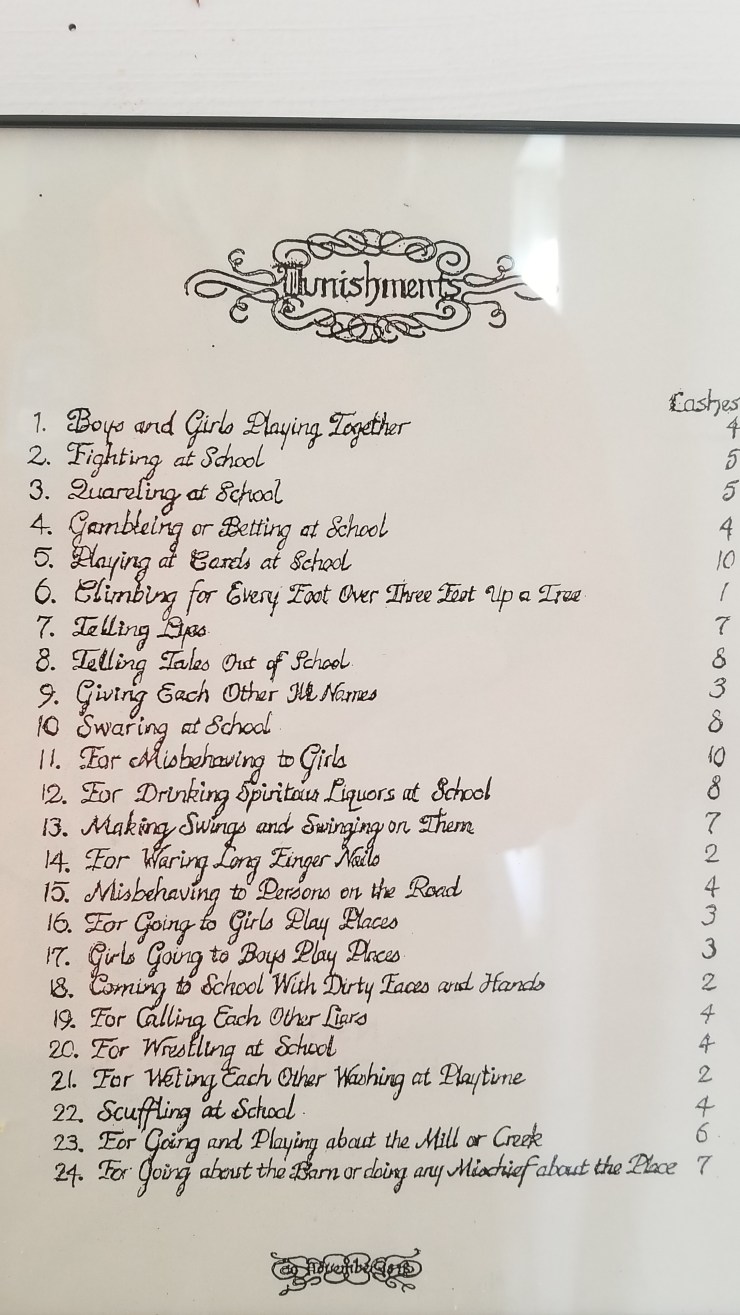 Punishments
Lashes
1. Boys and Girls Playing Together 4
2. Fighting at School 5
3. Quareling at School 5
4. Gambleing or Betting at School 4
5. Playing at Cards at School 10
6. Climbing for Every Foot Over Three Feet Up a Tree 1
7. Telling Lyes 7
8. Telling Tales Out of School 8
9. Giving Each Other Ill Names 3
10 Swaring at School 8
11. For Misbehaving to Girls 10
12. For Drinking Spiritous Liquors at School 8
13. Making Swings and Swinging on Them 7
14. For Waring Long Finger Nails 2
15. Misbehaving to Persons on the Road 4
16. For Going to Girls Play Places 3
17. Girls Going to Boys Play Places 3
18. Coming to School With Dirty Faces and Hands 2
19. For Calling Each Other Liars 4
20. For Wrestling at School 4
21. For Weting Each Other Washing at Playtime 2
22. Scuffling at School 4
23. For Going and Playing about the Mill or Creek 6
24. For Going about the Barn or doing any Mischief about the Place 7
November